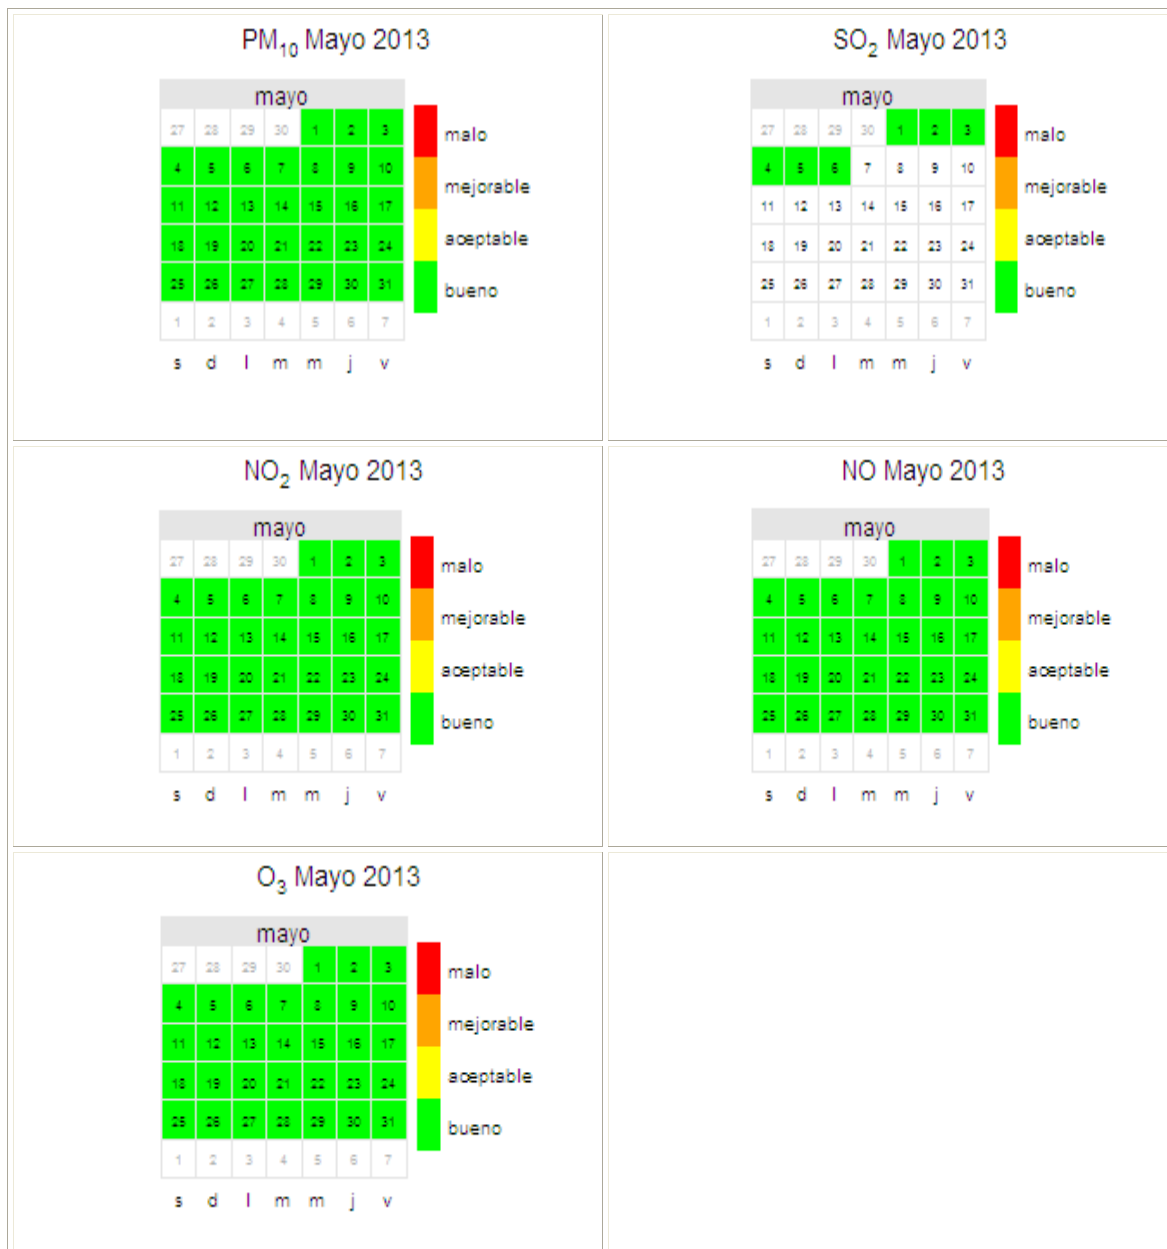 PM10 Mayo 2013
mayo
27 28 29 30 1 2 3
4 5 6 7 8 9 10
11 12 13 14 15 16 17
18 19 20 21 22 23 24
25 26 27 28 29 30 31
1 2 3 4 5 6 7
s d l m m j v
malo
mejorable
aceptable
bueno
SO2 Mayo 2013
mayo
27 28 29 30 1 2 3
4 5 6 7 8 9 10
11 12 13 14 15 16 17
18 19 20 21 22 23 24
25 26 27 28 29 30 31
1 2 3 4 5 6 7
s d l m m j v
malo
mejorable
aceptable
bueno
NO2 Mayo 2013
mayo
27 28 29 30 1 2 3
4 5 6 7 8 9 10
11 12 13 14 15 16 17
18 19 20 21 22 23 24
25 26 27 28 29 30 31
1 2 3 4 5 6 7
s d l m m j v
malo
mejorable
aceptable
bueno
NO Mayo 2013
mayo
27 28 29 30 1 2 3
4 5 6 7 8 9 10
11 12 13 14 15 16 17
18 19 20 21 22 23 24
25 26 27 28 29 30 31
1 2 3 4 5 6 7
s d l m m j v
malo
mejorable
aceptable
bueno
O3 Mayo 2013
mayo
27 28 29 30 1 2 3
4 5 6 7 8 9 10
11 12 13 14 15 16 17
18 19 20 21 22 23 24
25 26 27 28 29 30 31
1 2 3 4 5 6 7
s d l m m j v
malo
mejorable
aceptable
bueno